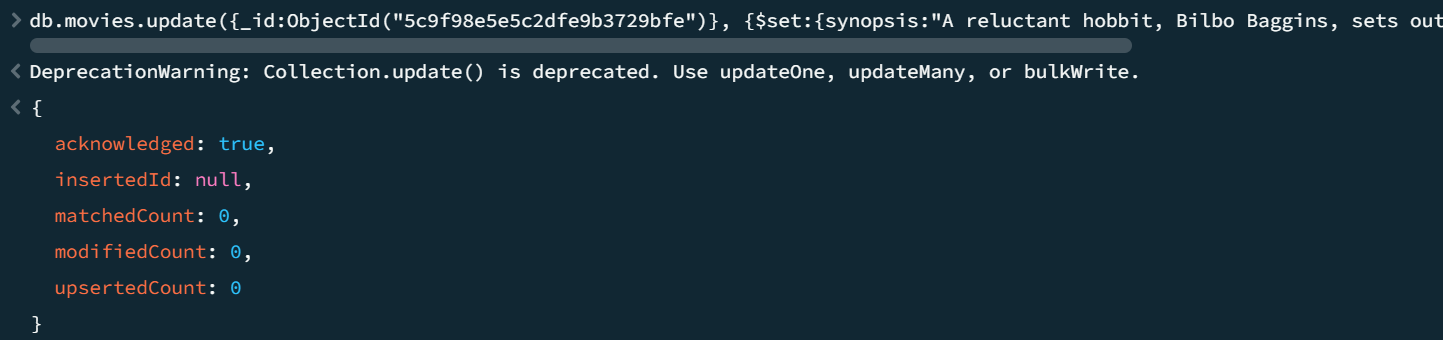 db.movies.update({_id:ObjectId("5c9f98e5e5c2dfe9b3729bfe")}, {$set:{synopsis:"A reluctant hobbit, Bilbo Baggins, sets out
DeprecationWarning: Collection.update() is deprecated. Use updateOne, updateMany, or bulkWrite.
{
acknowledged: true,
insertedId: null,
matchedCount: 0,
modifiedCount: 0,
upsertedCount: 0
}